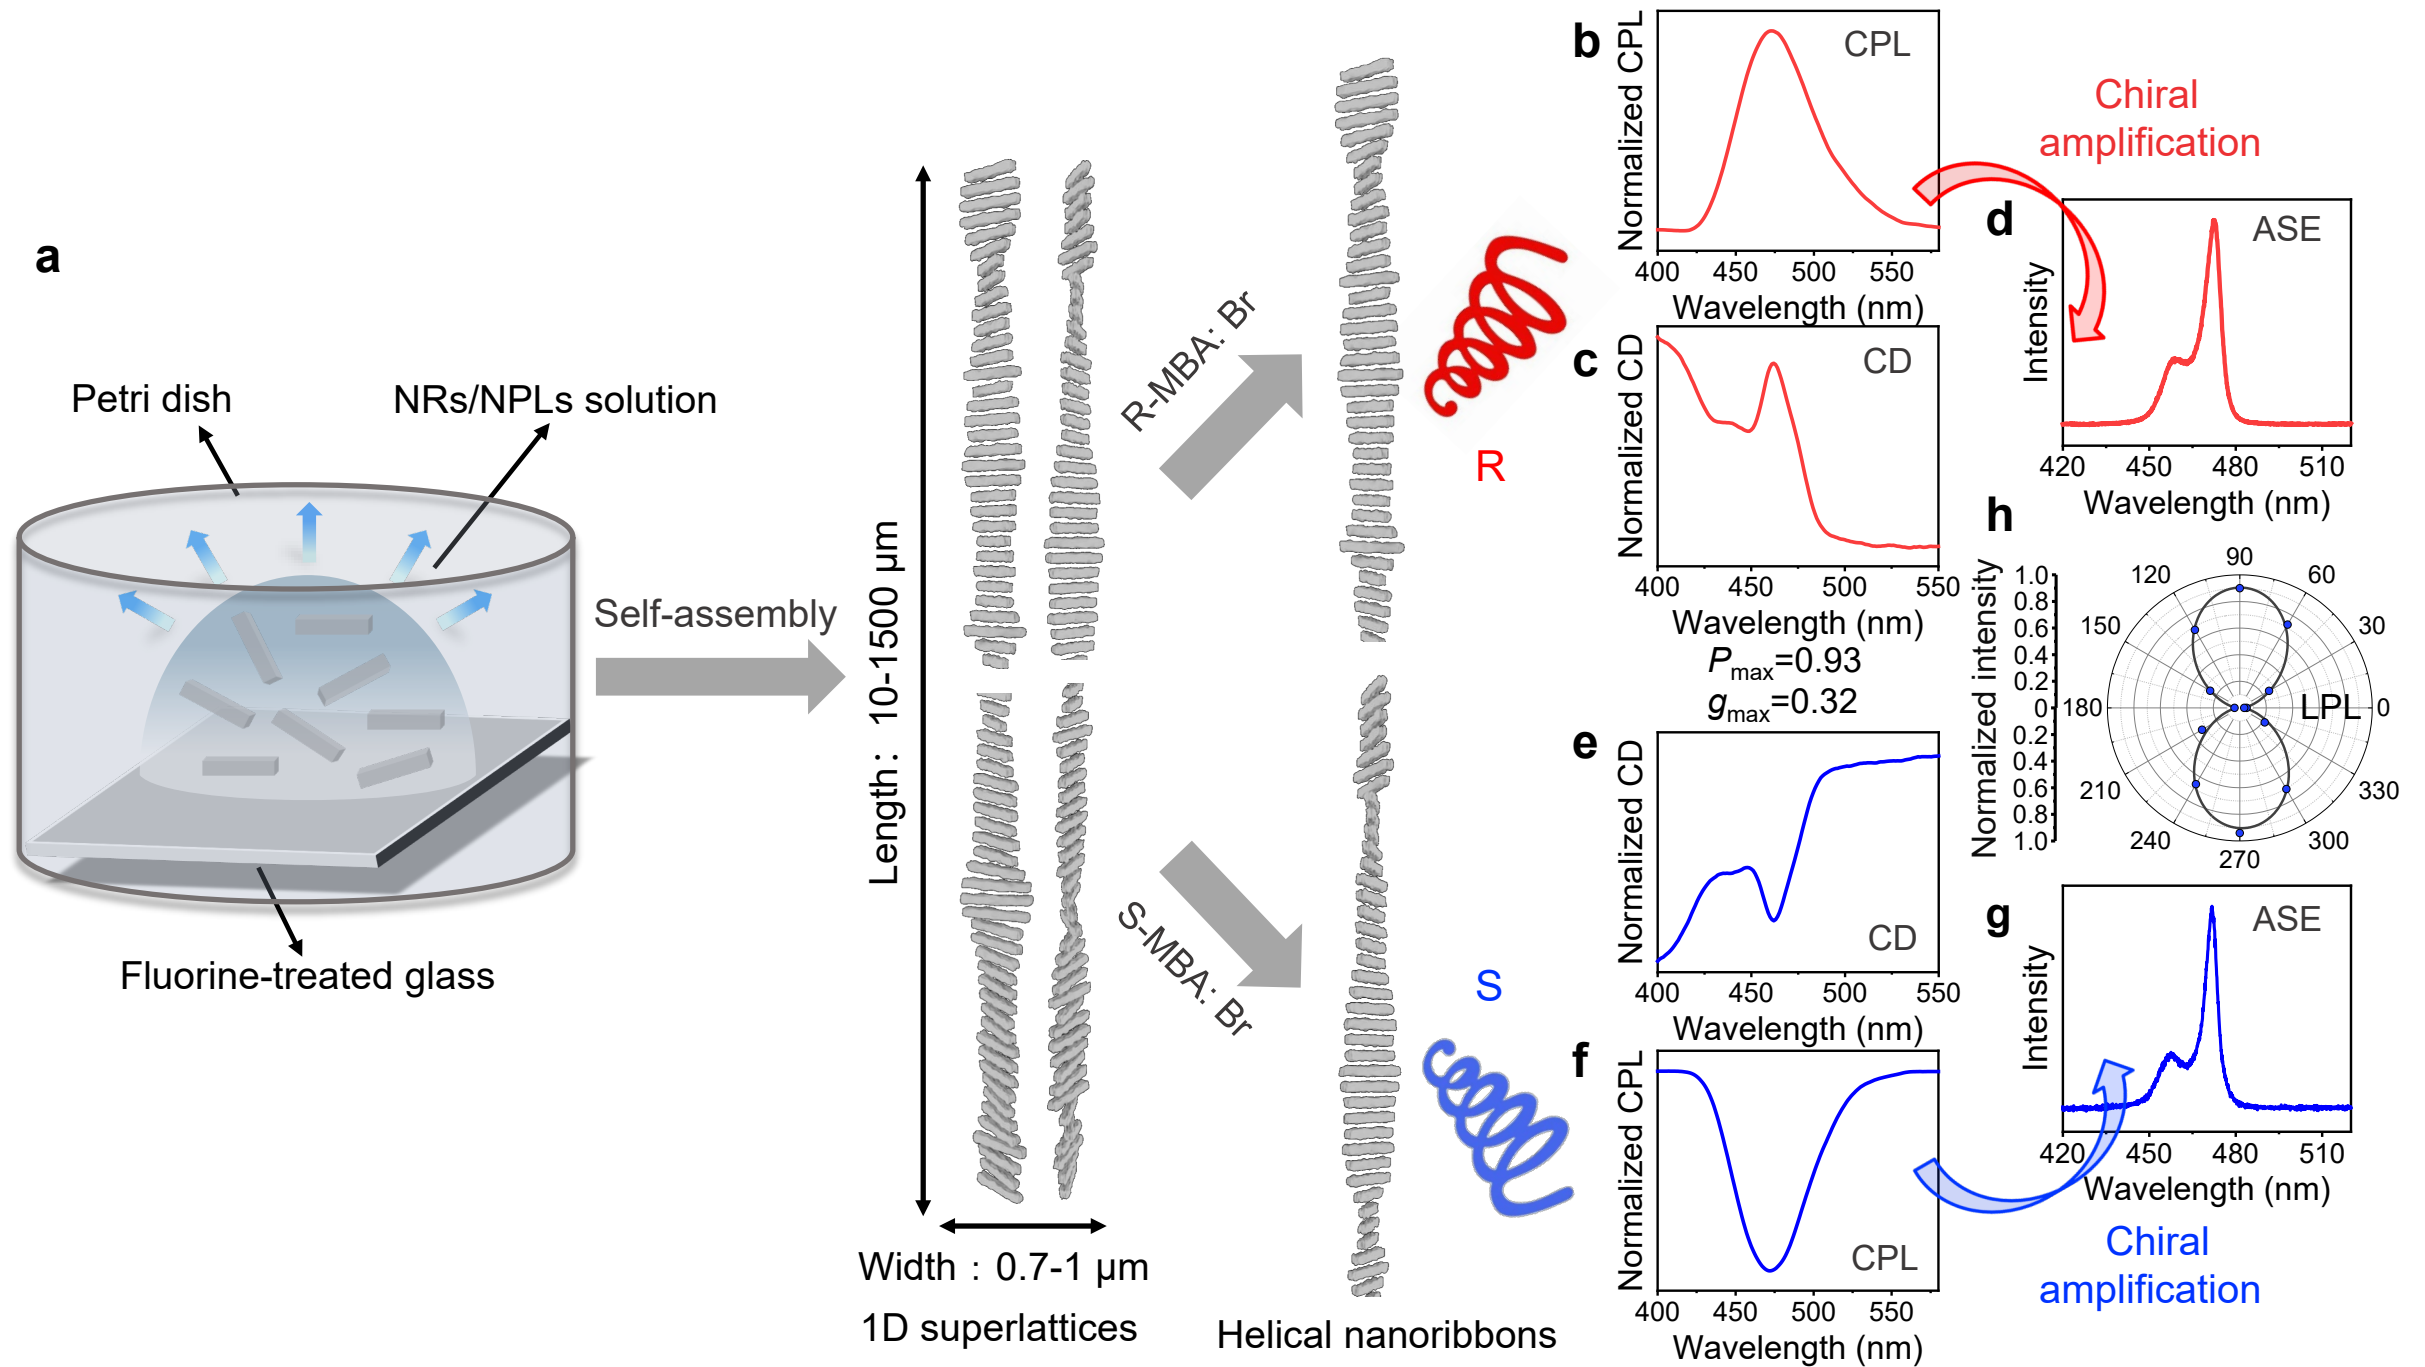 a
Petri dish
NRs/NPLs solution
Fluorine-treated glass
Self-assembly
Length: 10-1500 µm
Width : 0.7-1 µm
1D superlattices
R-MBA: Br
S-MBA: Br
Helical nanoribbons
R
S
b
Normalized CPL
CPL
400 450 500 550
Wavelength (nm)
c
Normalized CD
CD
400 450 500 550
Wavelength (nm)
Pmax=0.93
gmax=0.32
Chiral
amplification
d
Intensity
ASE
420 450 480 510
Wavelength (nm)
h
Normalized intensity
1.0
0.8
0.6
0.4
0.2
0
0.2
0.4
0.6
0.8
1.0
90
120 60
150 30
180 LPL 0
210 330
240 300
270
e
Normalized CD
CD
400 450 500 550
Wavelength (nm)
f
Normalized CPL
CPL
400 450 500 550
Wavelength (nm)
g
Intensity
ASE
420 450 480 510
Wavelength (nm)
Chiral
amplification